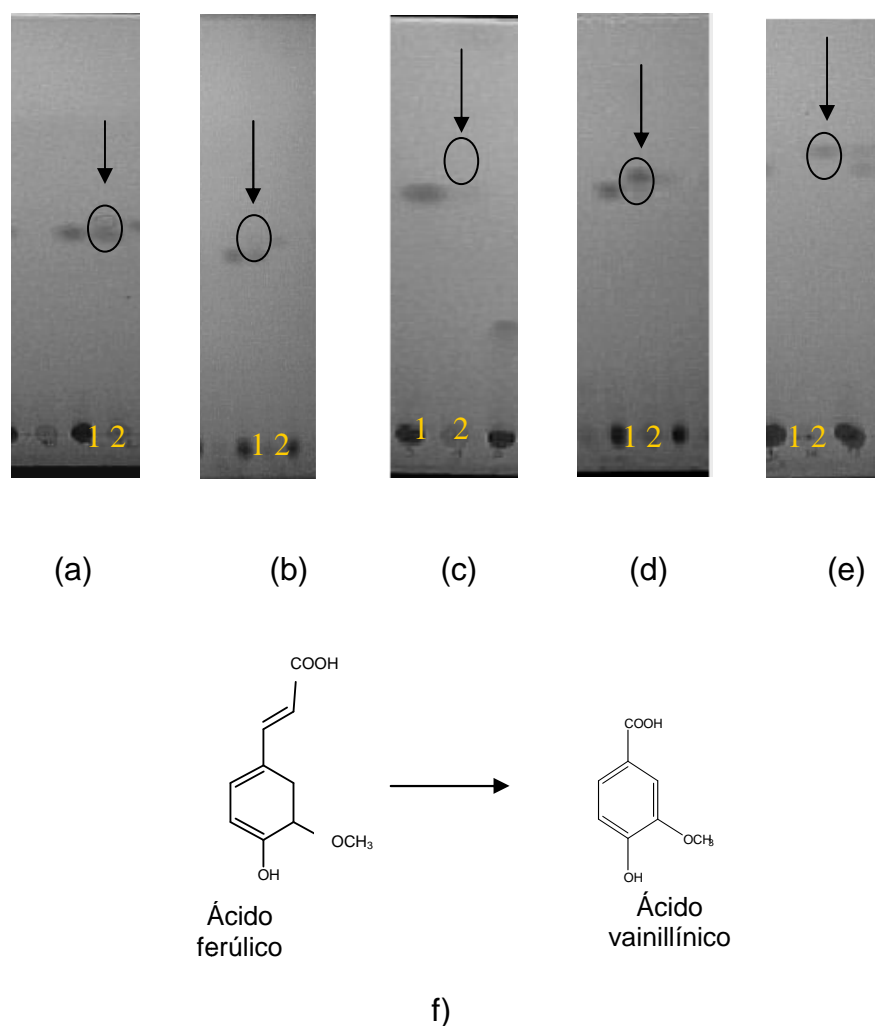 1 2
1 2
1 2
1 2
1 2
(a) (b) (c) (d) (e)
COOH
COOH
OCH3
OCH3
OH
OH
Ácido
ferúlico
Ácido
vainillínico
f)